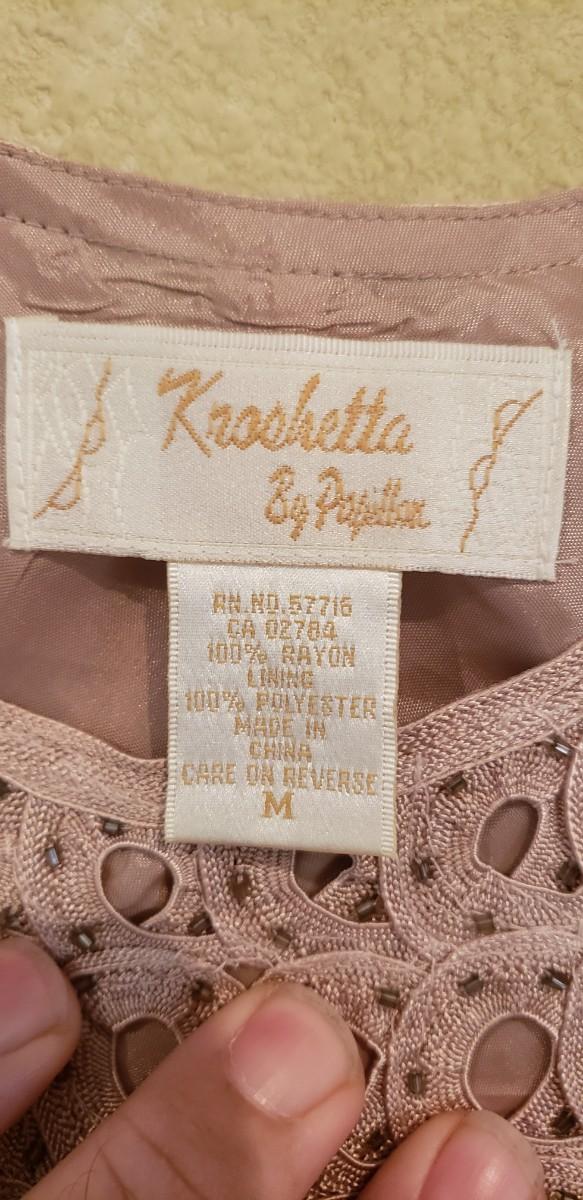 Kroshetta
By Papillon
RN.NO.57716
CA 02784
100% RAYON
LINING
100% POLYESTER
MADE IN
CHINA
CARE ON REVERSE
M